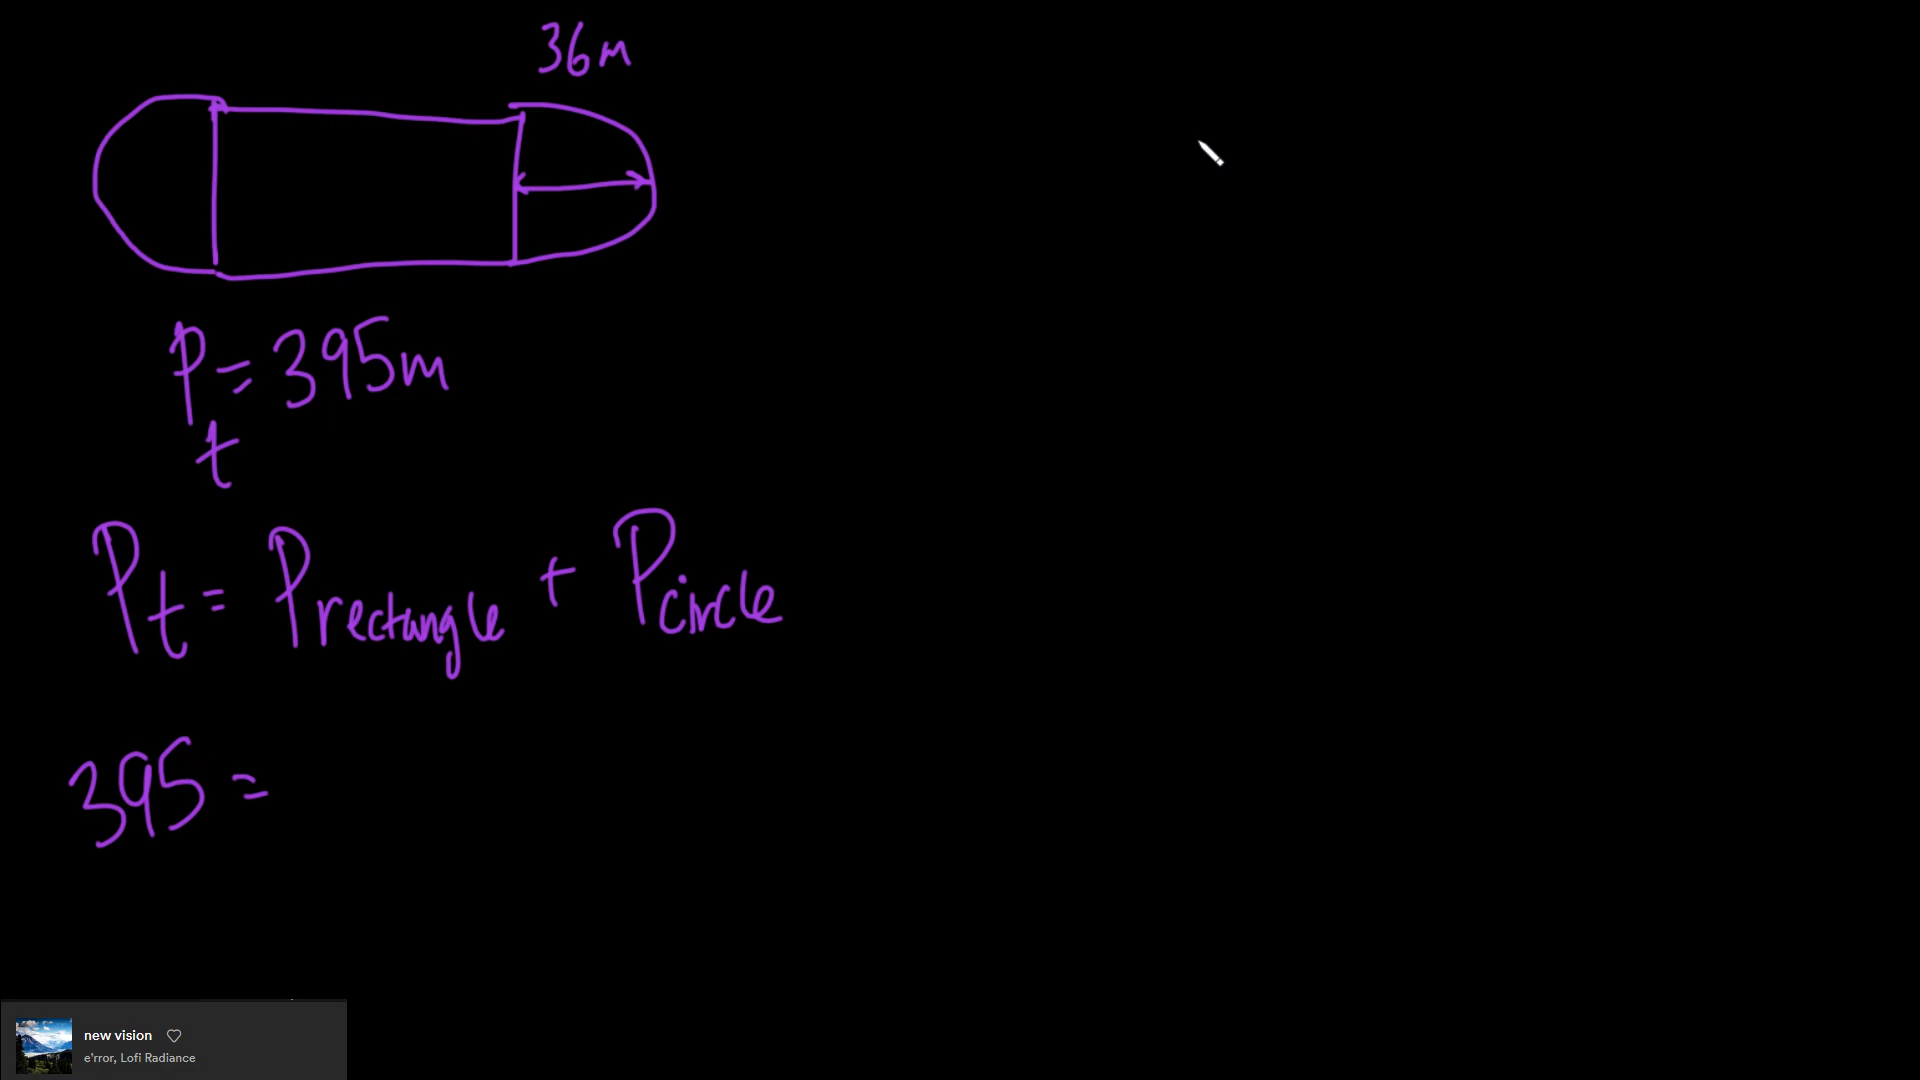 36m
P = 395m
t
Pt = Prectangle + Pcircle
395 =
new vision
e'rror, Lofi Radiance